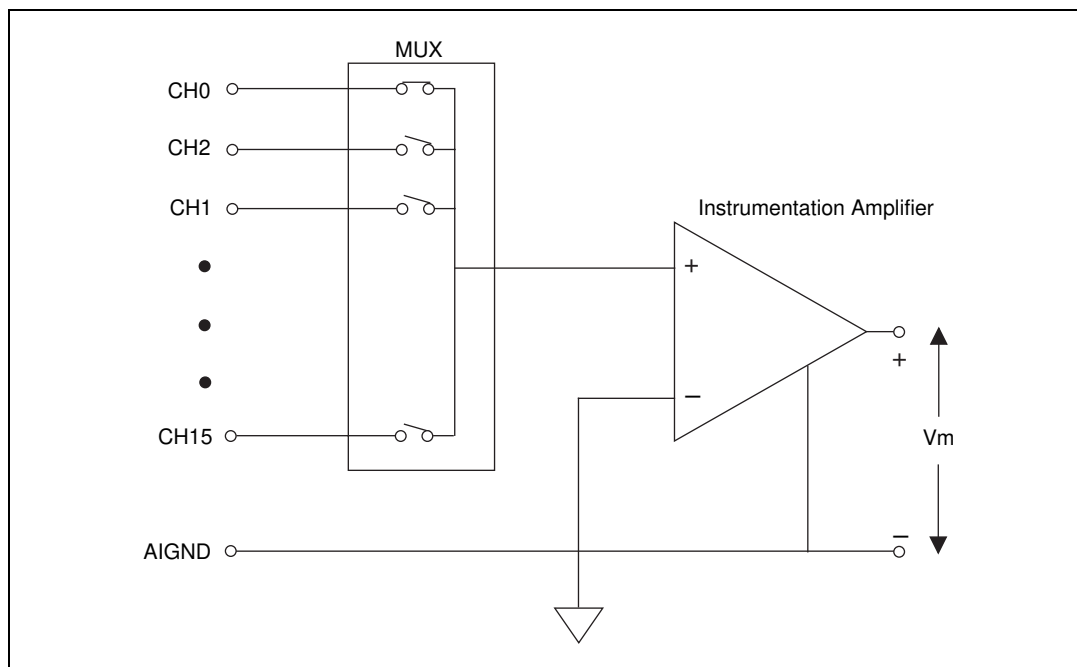 MUX
CH0
CH2
CH1
Instrumentation Amplifier
+
+
−
CH15
Vm
AIGND
−